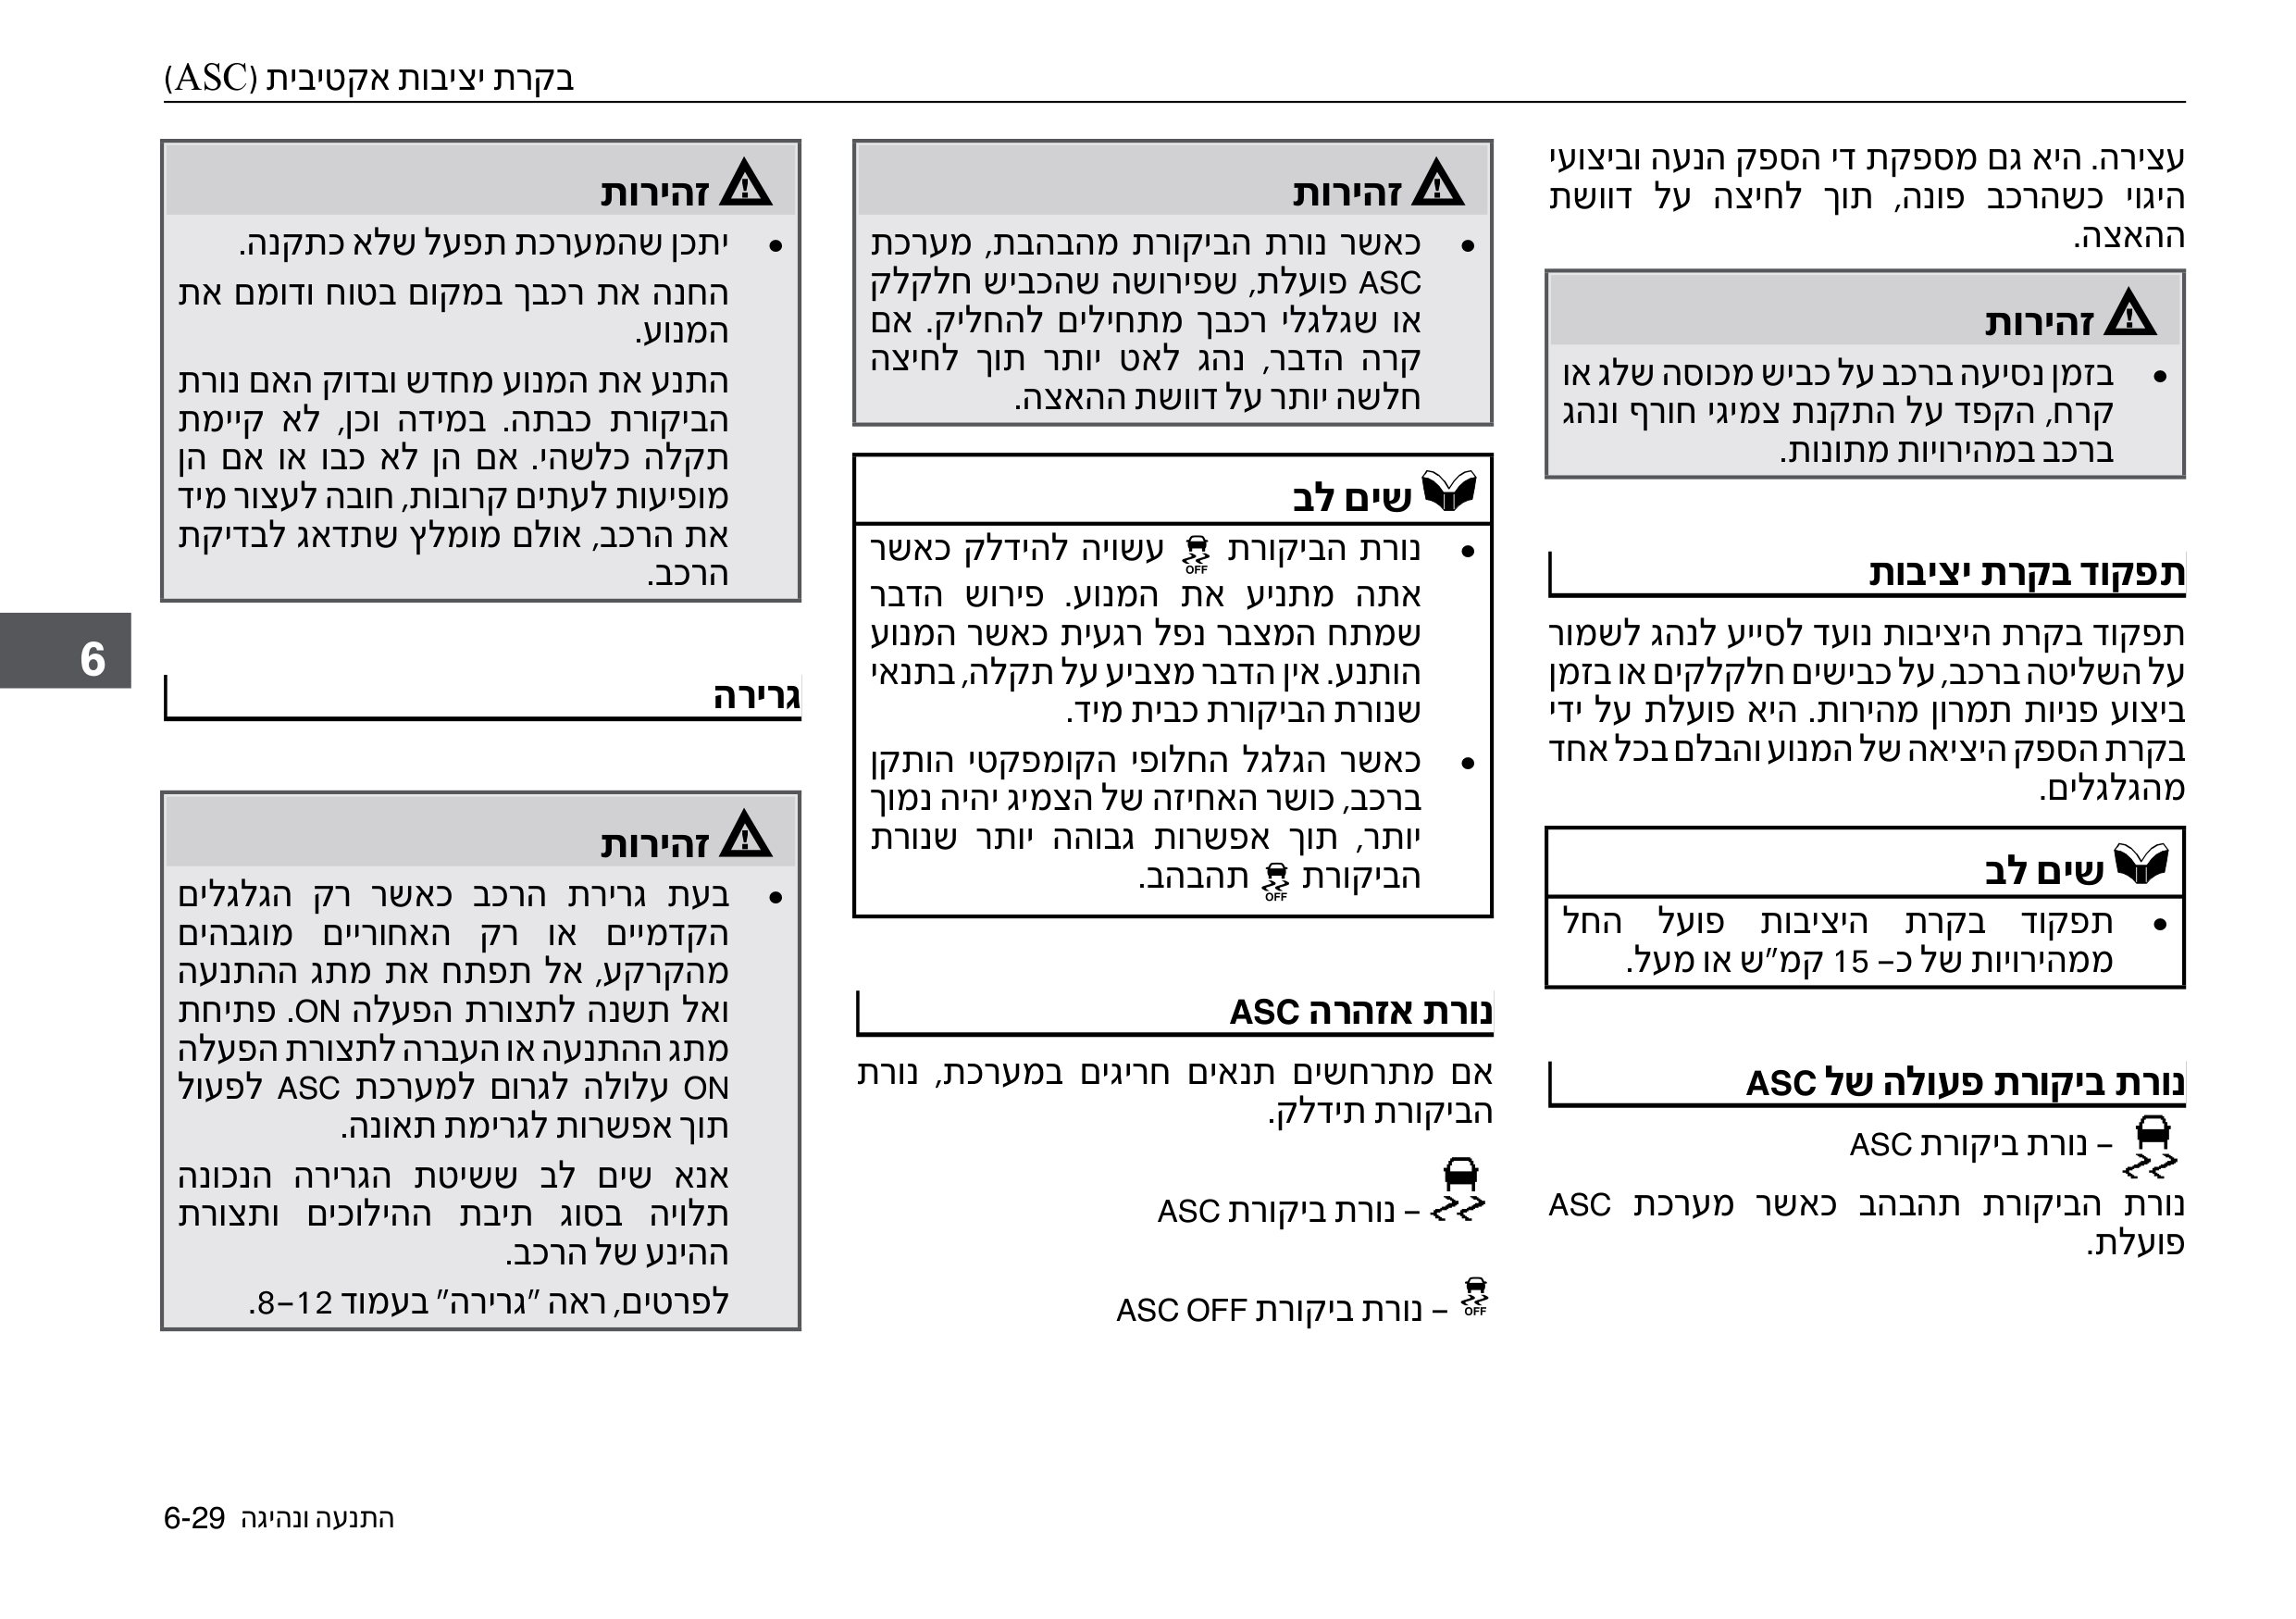 בקרת יציבות אקטיבית (ASC)
עצירה. היא גם מספקת די הספק הנעה וביצועי
היגוי כשהרכב פונה, תוך לחיצה על דוושת
ההאצה.
זהירות
• בזמן נסיעה ברכב על כביש מכוסה שלג או
קרח, הקפד על התקנת צמיגי חורף ונהג
ברכב במהירויות מתונות.
תפקוד בקרת יציבות
תפקוד בקרת היציבות נועד לסייע לנהג לשמור
על השליטה ברכב, על כבישים חלקלקים או בזמן
ביצוע פניות תמרון מהירות. היא פועלת על ידי
בקרת הספק היציאה של המנוע והבלם בכל אחד
מהגלגלים.
שים לב
• תפקוד בקרת היציבות פועל החל
ממהירויות של כ– 15 קמ"ש או מעל.
נורת ביקורת פעולה של ASC
– נורת ביקורת ASC
נורת הביקורת תהבהב כאשר מערכת ASC
פועלת.
זהירות
• כאשר נורת הביקורת מהבהבת, מערכת
ASC פועלת, שפירושה שהכביש חלקלק
או שגלגלי רכבך מתחילים להחליק. אם
קרה הדבר, נהג לאט יותר תוך לחיצה
חלשה יותר על דוושת ההאצה.
שים לב
• נורת הביקורת OFF עשויה להידלק כאשר
אתה מתניע את המנוע. פירוש הדבר
שמתח המצבר נפל רגעית כאשר המנוע
הותנע. אין הדבר מצביע על תקלה, בתנאי
שנורת הביקורת כבית מיד.
• כאשר הגלגל החלופי הקומפקטי הותקן
ברכב, כושר האחיזה של הצמיג יהיה נמוך
יותר, תוך אפשרות גבוהה יותר שנורת
הביקורת OFF תהבהב.
נורת אזהרה ASC
אם מתרחשים תנאים חריגים במערכת, נורת
הביקורת תידלק.
– נורת ביקורת ASC
OFF – נורת ביקורת ASC OFF
זהירות
• יתכן שהמערכת תפעל שלא כתקנה.
החנה את רכבך במקום בטוח ודומם את
המנוע.
התנע את המנוע מחדש ובדוק האם נורת
הביקורת כבתה. במידה וכן, לא קיימת
תקלה כלשהי. אם הן לא כבו או אם הן
מופיעות לעתים קרובות, חובה לעצור מיד
את הרכב, אולם מומלץ שתדאג לבדיקת
הרכב.
6
גרירה
זהירות
• בעת גרירת הרכב כאשר רק הגלגלים
הקדמיים או רק האחוריים מוגבהים
מהקרקע, אל תפתח את מתג ההתנעה
ואל תשנה לתצורת הפעלה ON. פתיחת
מתג ההתנעה או העברה לתצורת הפעלה
ON עלולה לגרום למערכת ASC לפעול
תוך אפשרות לגרימת תאונה.
אנא שים לב ששיטת הגרירה הנכונה
תלויה בסוג תיבת ההילוכים ותצורת
ההינע של הרכב.
לפרטים, ראה "גרירה" בעמוד 8–12.
התנעה ונהיגה 6-29